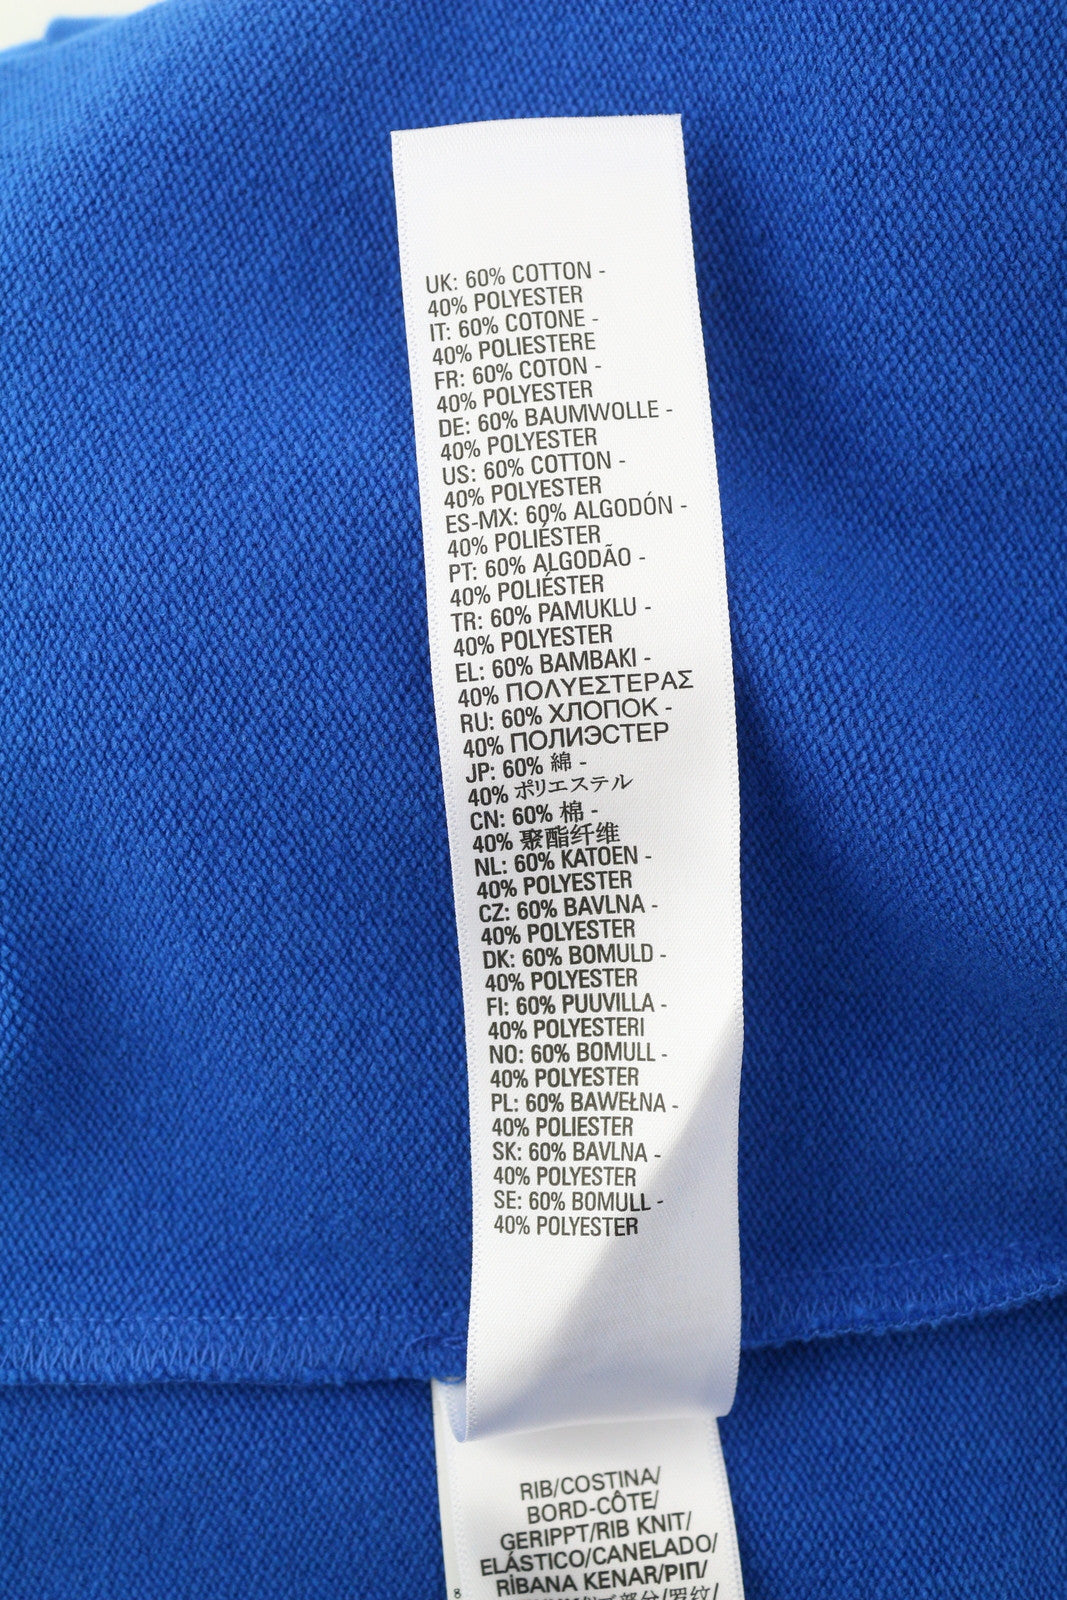 UK: 60% COTTON -
40% POLYESTER
IT: 60% COTONE -
40% POLIESTERE
FR: 60% COTON -
40% POLYESTER
DE: 60% BAUMWOLLE -
40% POLYESTER
US: 60% COTTON -
40% POLYESTER
ES-MX: 60% ALGODÓN -
40% POLIÉSTER
PT: 60% ALGODÃO -
40% POLIÉSTER
TR: 60% PAMUKLU -
40% POLYESTER
EL: 60% ΒΑΜΒΑΚΙ -
40% ΠΟΛΥΕΣΤΕΡΑΣ
RU: 60% ХЛОПОК -
40% ПОЛИЭСТЕР
JP: 60% 綿 -
40% ポリエステル
CN: 60% 棉 -
40% 聚酯纤维
NL: 60% KATOEN -
40% POLYESTER
CZ: 60% BAVLNA -
40% POLYESTER
DK: 60% BOMULD -
40% POLYESTER
FI: 60% PUUVILLA -
40% POLYESTERI
NO: 60% BOMULL -
40% POLYESTER
PL: 60% BAWEŁNA -
40% POLIESTER
SK: 60% BAVLNA -
40% POLYESTER
SE: 60% BOMULL -
40% POLYESTER
RIB/COSTINA/
BORD-CÔTE/
GERIPPT/RIB KNIT/
ELÁSTICO/CANELADO/
RİBANA KENAR/ΡΙΠ/
8